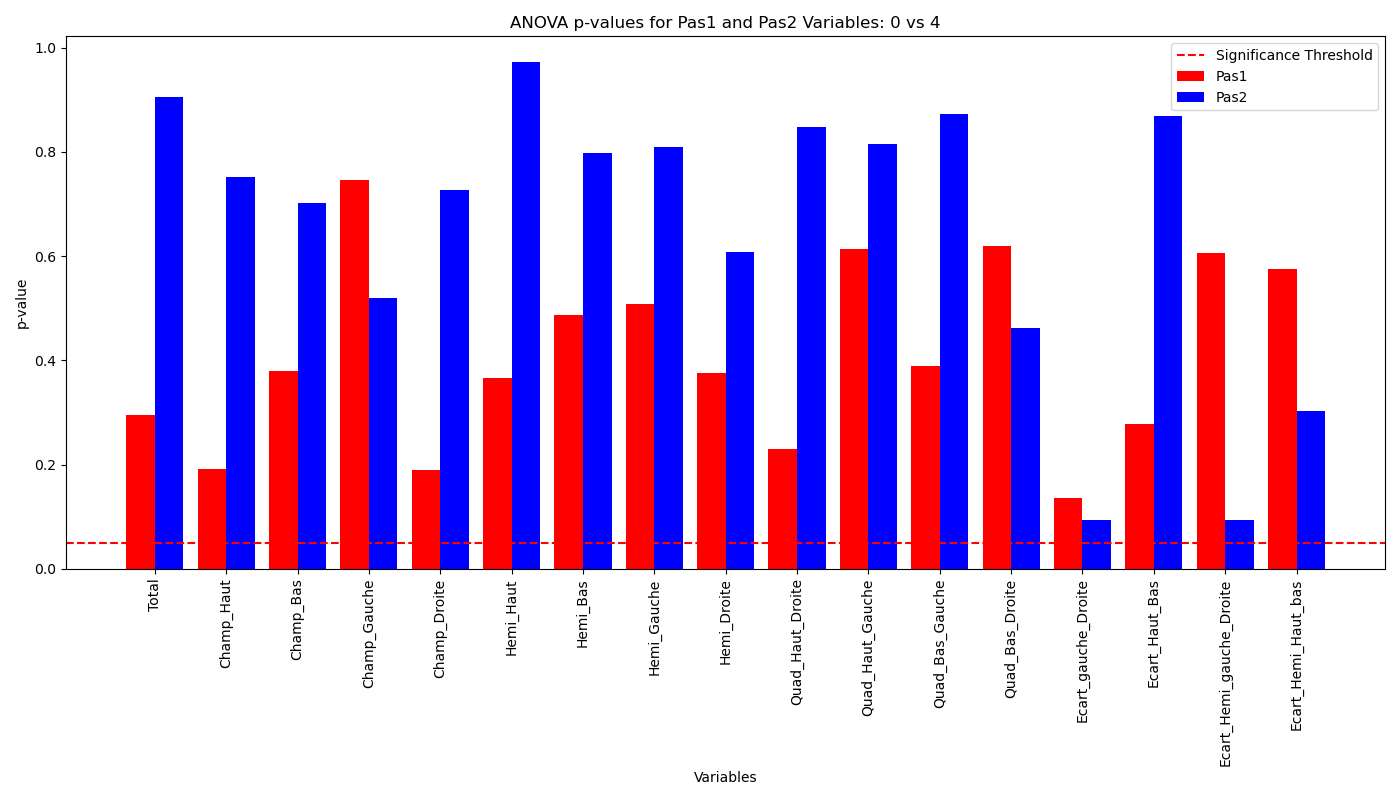 ANOVA p-values for Pas1 and Pas2 Variables: 0 vs 4
Significance Threshold
Pas1
Pas2
p-value
1.0
0.8
0.6
0.4
0.2
0.0
Total
Champ_Haut
Champ_Bas
Champ_Gauche
Champ_Droite
Hemi_Haut
Hemi_Bas
Hemi_Gauche
Hemi_Droite
Quad_Haut_Droite
Quad_Haut_Gauche
Quad_Bas_Gauche
Quad_Bas_Droite
Ecart_gauche_Droite
Ecart_Haut_Bas
Ecart_Hemi_gauche_Droite
Ecart_Hemi_Haut_bas
Variables